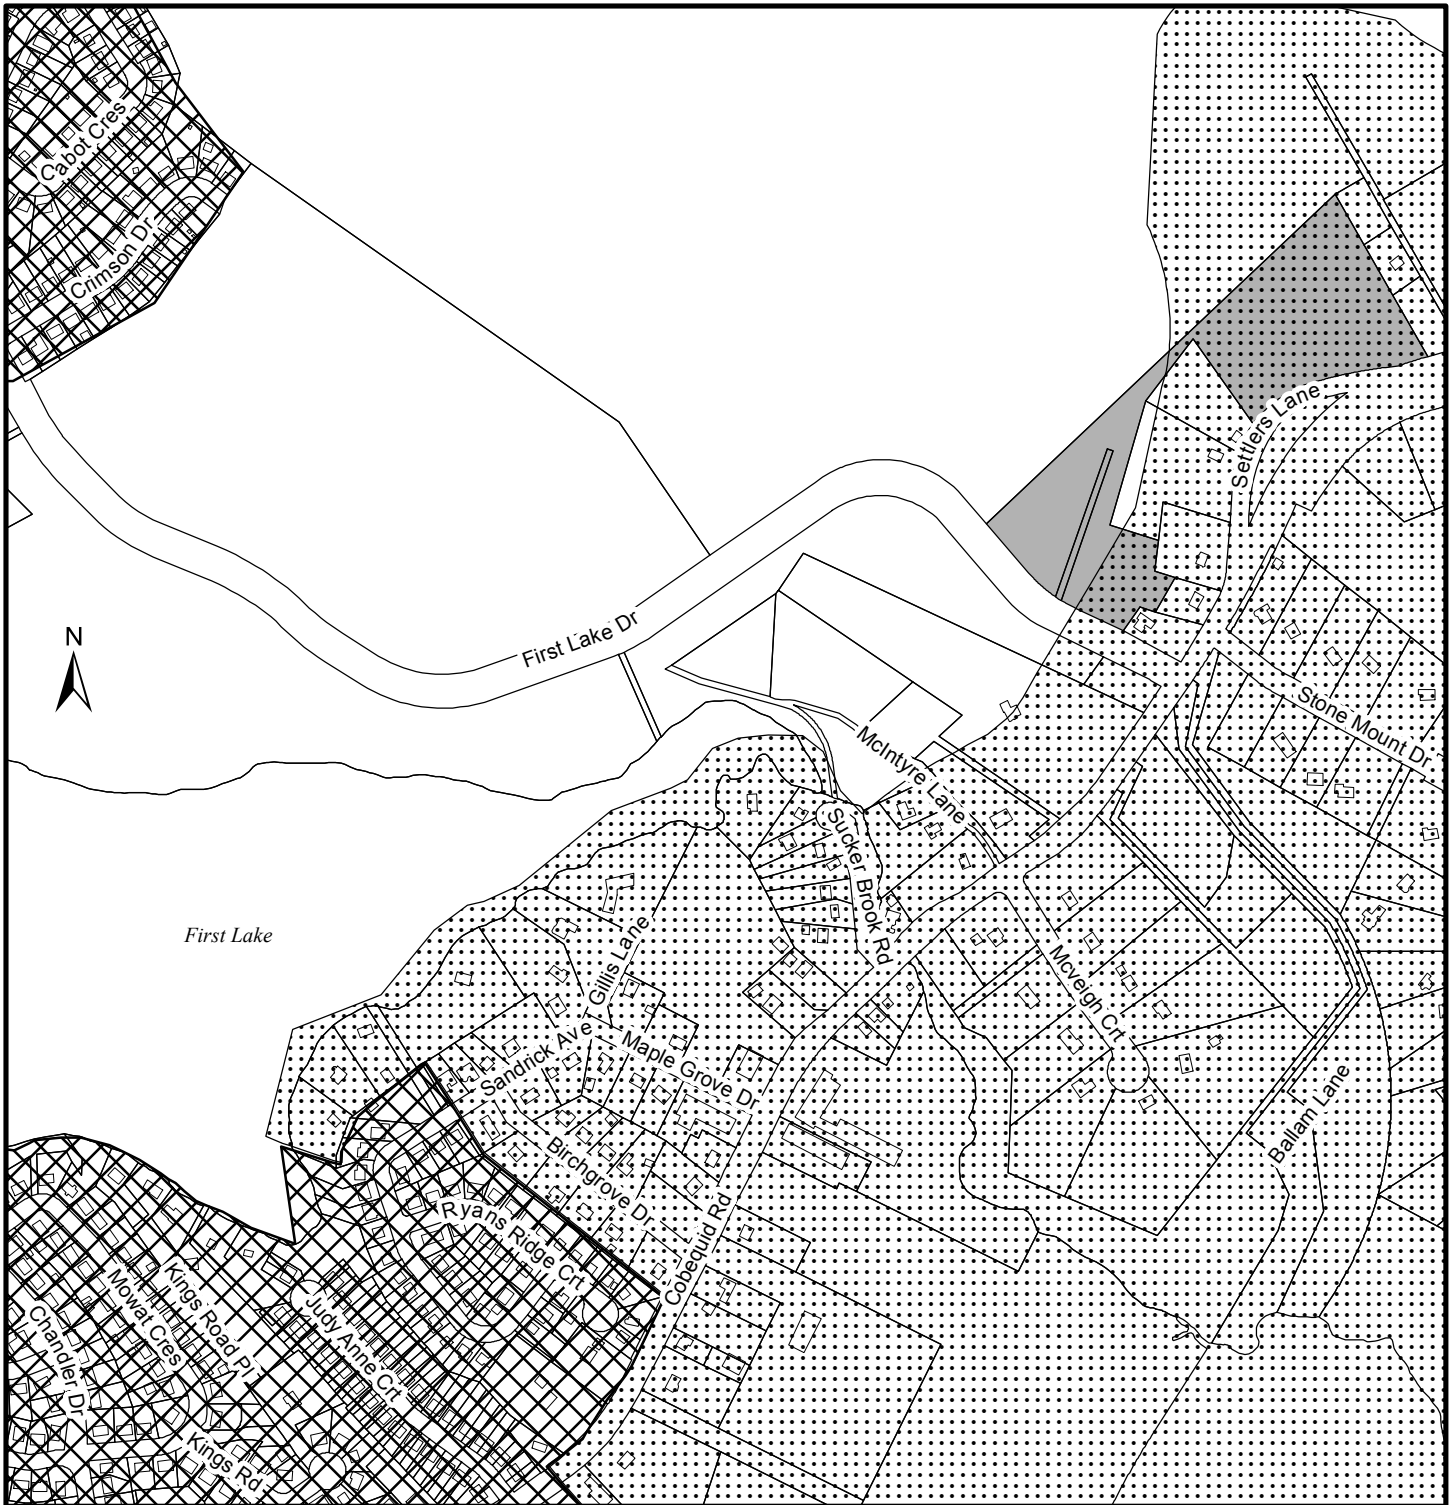 Cabot Cres
Crimson Dr
Settlers Lane
N
First Lake Dr
Stone Mount Dr
McIntyre Lane
Sucker Brook Rd
First Lake
Gillis Lane
Mcveigh Crt
Sandrick Ave
Maple Grove Dr
Ballam Lane
Birchgrove Dr
Ryans Ridge Crt
Cobequid Rd
Kings Road Pl
Mowat Cres
Judy Anne Crt
Chandler Dr
Kings Rd